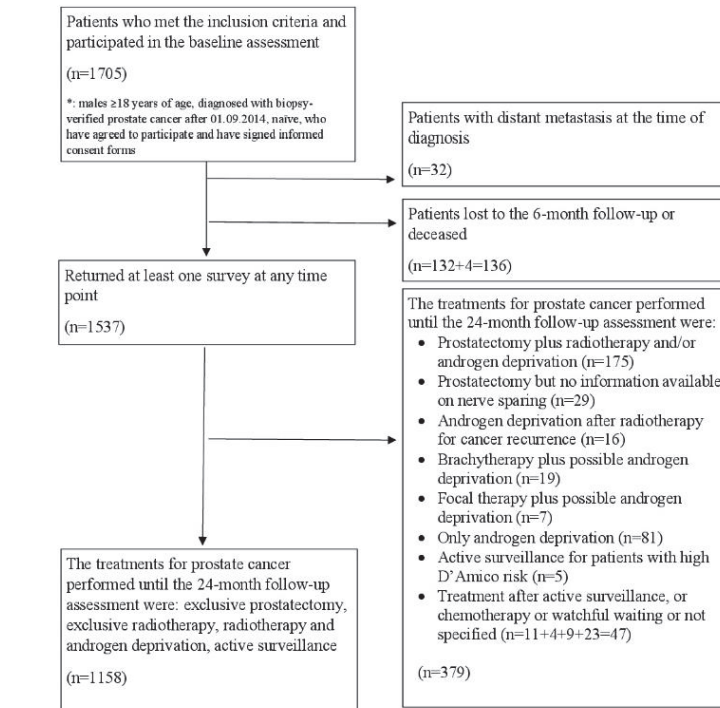 Patients who met the inclusion criteria and
participated in the baseline assessment
(n=1705)
*: males ≥18 years of age, diagnosed with biopsy-
verified prostate cancer after 01.09.2014, naïve, who
have agreed to participate and have signed informed
consent forms
Patients with distant metastasis at the time of
diagnosis
(n=32)
Patients lost to the 6-month follow-up or
deceased
(n=132+4=136)
Returned at least one survey at any time
point
(n=1537)
The treatments for prostate cancer performed
until the 24-month follow-up assessment were:
• Prostatectomy plus radiotherapy and/or
androgen deprivation (n=175)
• Prostatectomy but no information available
on nerve sparing (n=29)
• Androgen deprivation after radiotherapy
for cancer recurrence (n=16)
• Brachytherapy plus possible androgen
deprivation (n=19)
• Focal therapy plus possible androgen
deprivation (n=7)
• Only androgen deprivation (n=81)
• Active surveillance for patients with high
D’Amico risk (n=5)
• Treatment after active surveillance, or
chemotherapy or watchful waiting or not
specified (n=11+4+9+23=47)
(n=379)
The treatments for prostate cancer
performed until the 24-month follow-up
assessment were: exclusive prostatectomy,
exclusive radiotherapy, radiotherapy and
androgen deprivation, active surveillance
(n=1158)